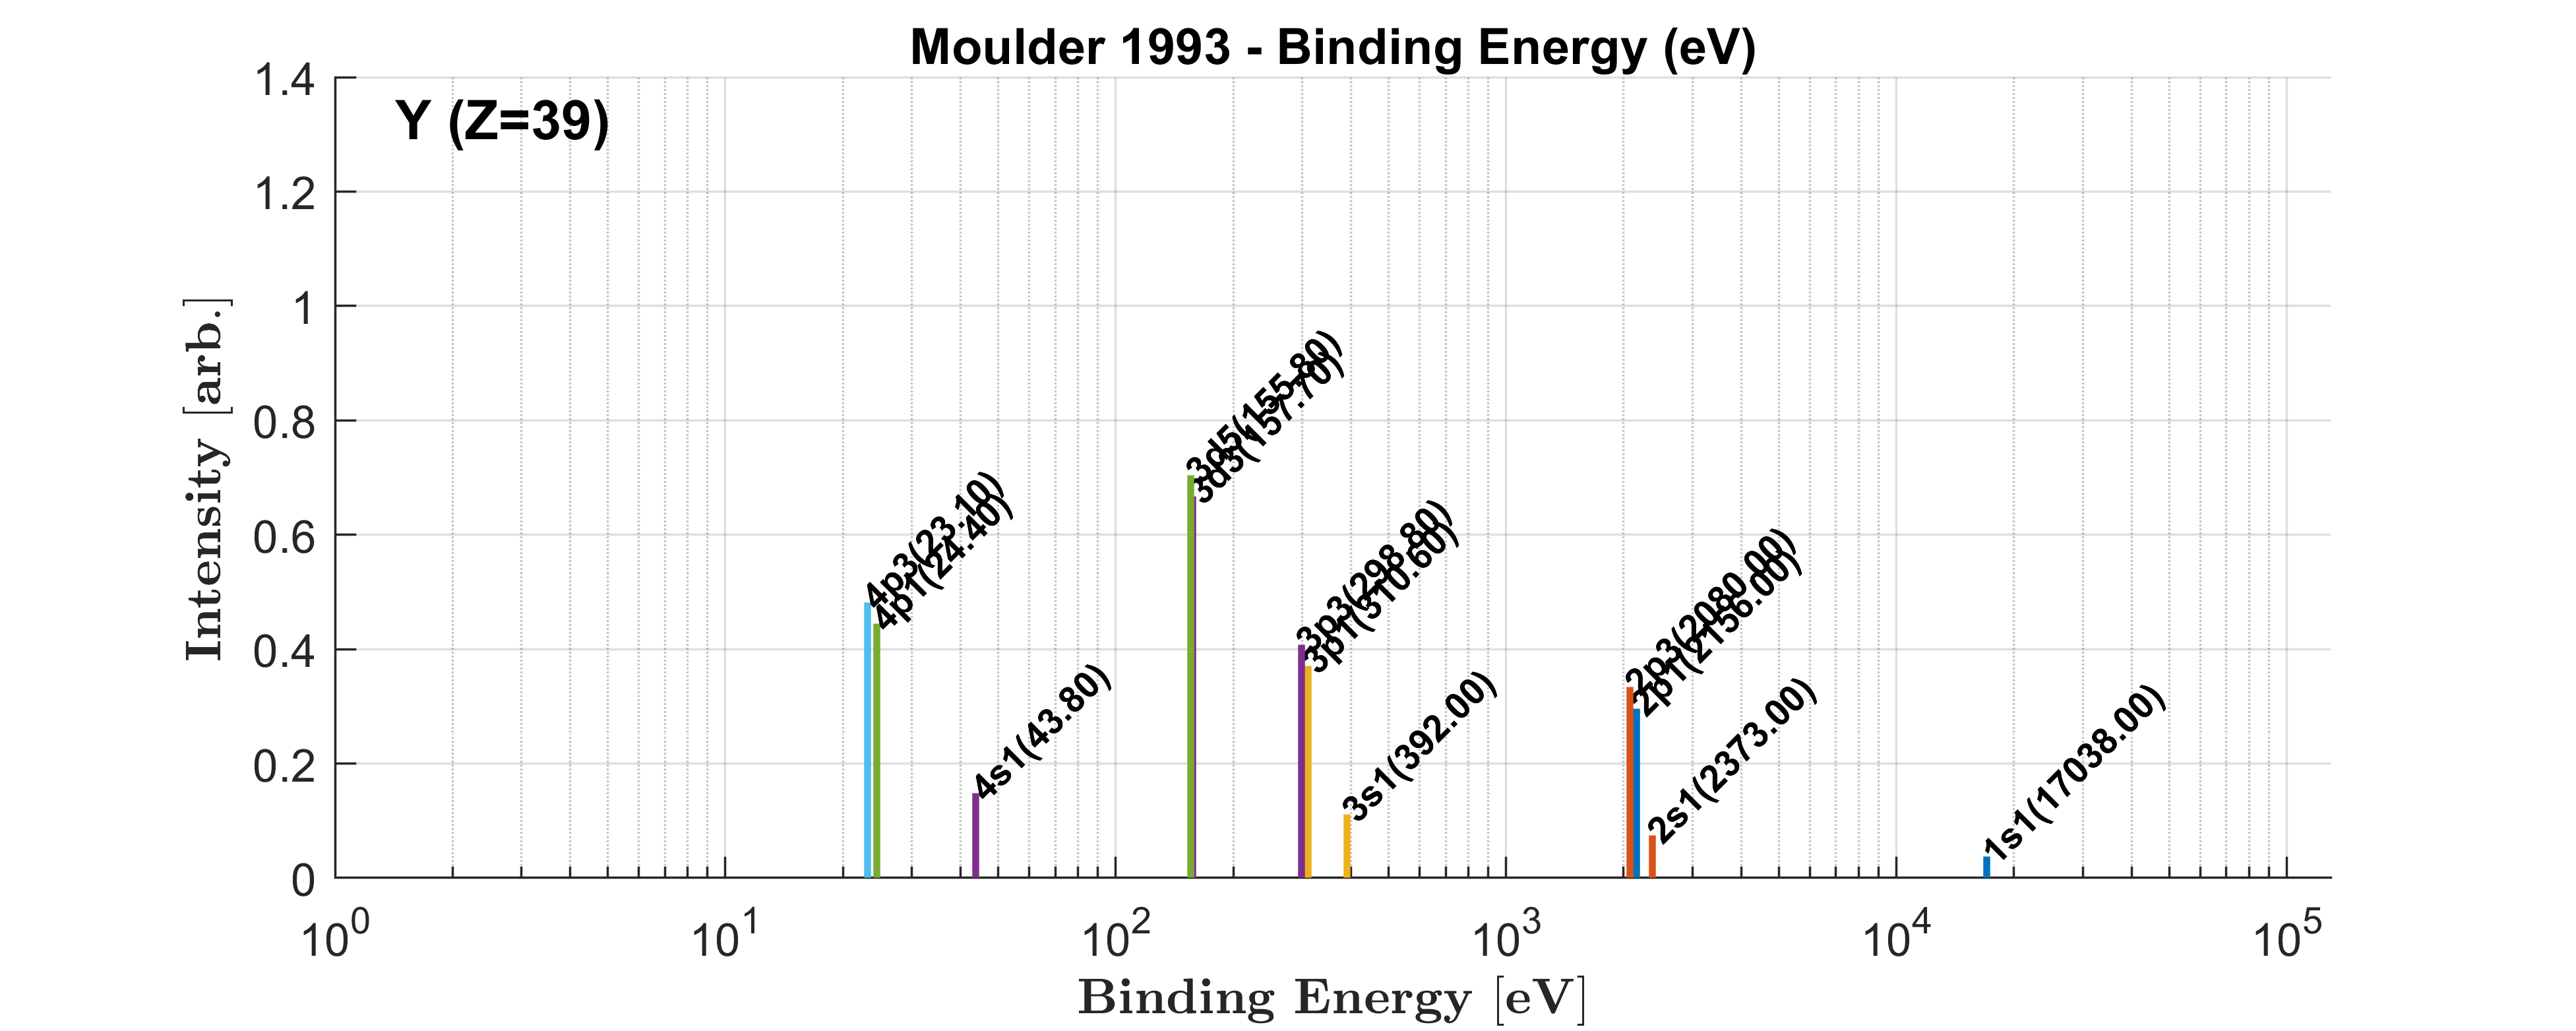 Moulder 1993 - Binding Energy (eV)
Y (Z=39)
Intensity [arb.]
1.4
1.2
1
0.8
0.6
0.4
0.2
0
4p3(23.10)
4p1(24.40)
4s1(43.80)
3d5(155.80)
3d3(157.70)
3p3(298.80)
3p1(310.60)
3s1(392.00)
2p3(2080.00)
2p1(2156.00)
2s1(2373.00)
1s1(17038.00)
10^0 10^1 10^2 10^3 10^4 10^5
Binding Energy [eV]